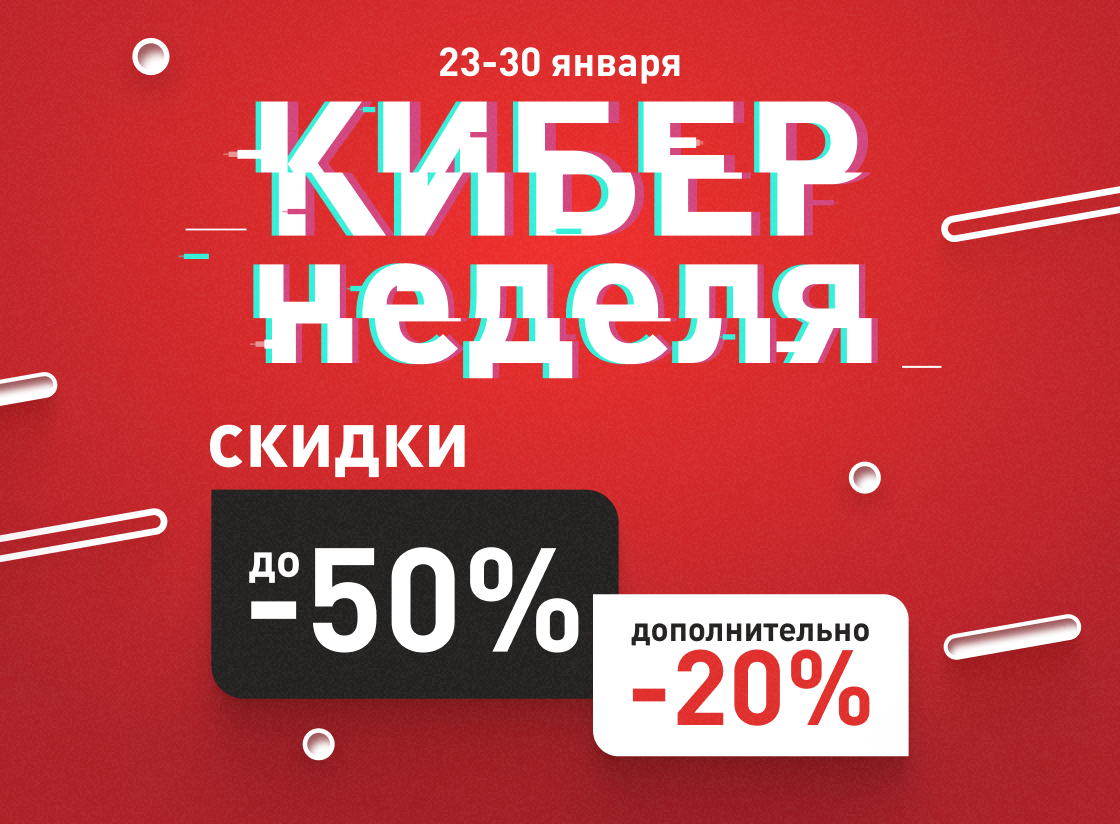 23-30 января
КИБЕР
неделя
скидки
до
-50%
дополнительно
-20%